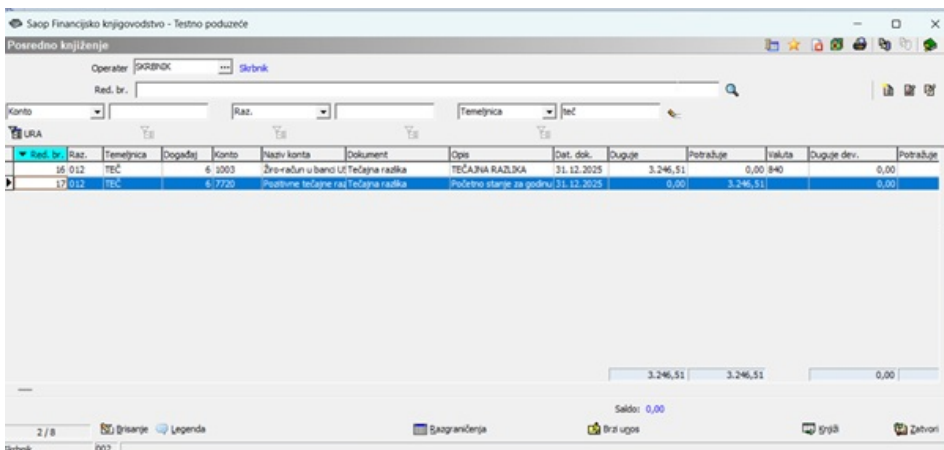 Saop Financijsko knjigovodstvo - Testno poduzeće
Posredno knjiženje
Operater SKRBNIK ... Skrbnik
Red. br.
Konto Raz. Temeljnica teč
URA
Red. br. Raz. Temeljnica Događaj Konto Naziv konta Dokument Opis Dat. dok. Duguje Potražuje Valuta Duguje dev. Potražuje
16 012 TEČ 6 1003 Žiro-račun u banci Tečajna razlika TEČAJNA RAZLIKA 31.12.2025 3.246,51 0,00 840 0,00
17 012 TEČ 6 7720 Pozitivne tečajne raz Tečajna razlika Početno stanje za godinu 31.12.2025 0,00 3.246,51 0,00
3.246,51 3.246,51 0,00
Saldo: 0,00
2/8 Brisanje Legenda Razgraničenja Brzi upos Knjiži Zatvori
Skrbnik 002